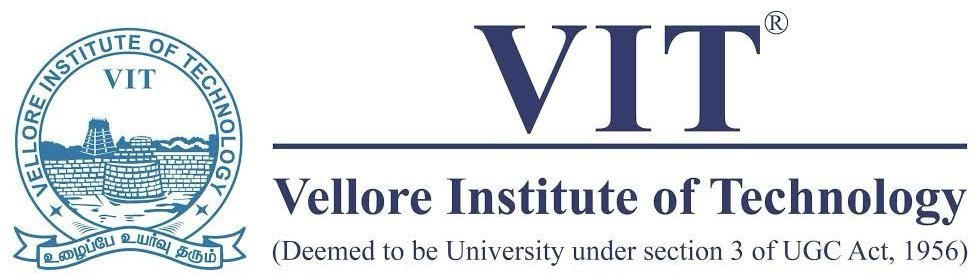 VELLORE INSTITUTE OF TECHNOLOGY
VIT
உழைப்பே உயர்வு தரும்
VIT®
Vellore Institute of Technology
(Deemed to be University under section 3 of UGC Act, 1956)